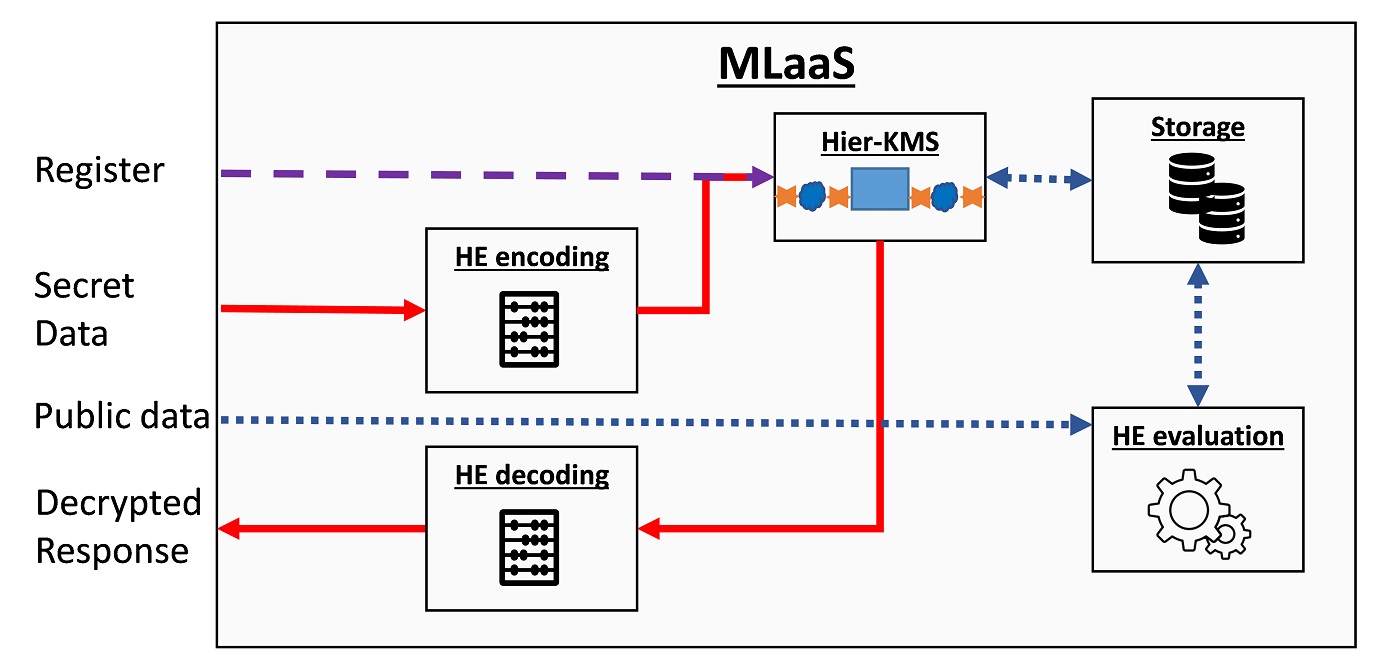 MLaaS
Register
Hier-KMS
Storage
Secret
Data
HE encoding
Public data
HE evaluation
Decrypted
Response
HE decoding